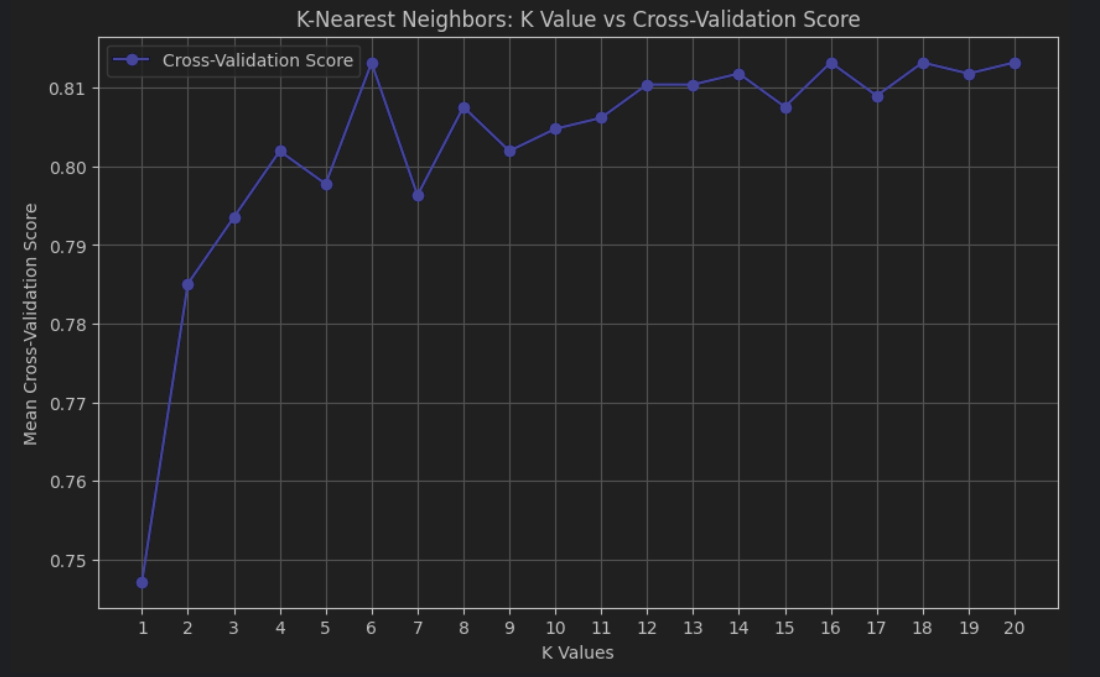 K-Nearest Neighbors: K Value vs Cross-Validation Score
Cross-Validation Score
Mean Cross-Validation Score
0.81
0.80
0.79
0.78
0.77
0.76
0.75
1 2 3 4 5 6 7 8 9 10 11 12 13 14 15 16 17 18 19 20
K Values